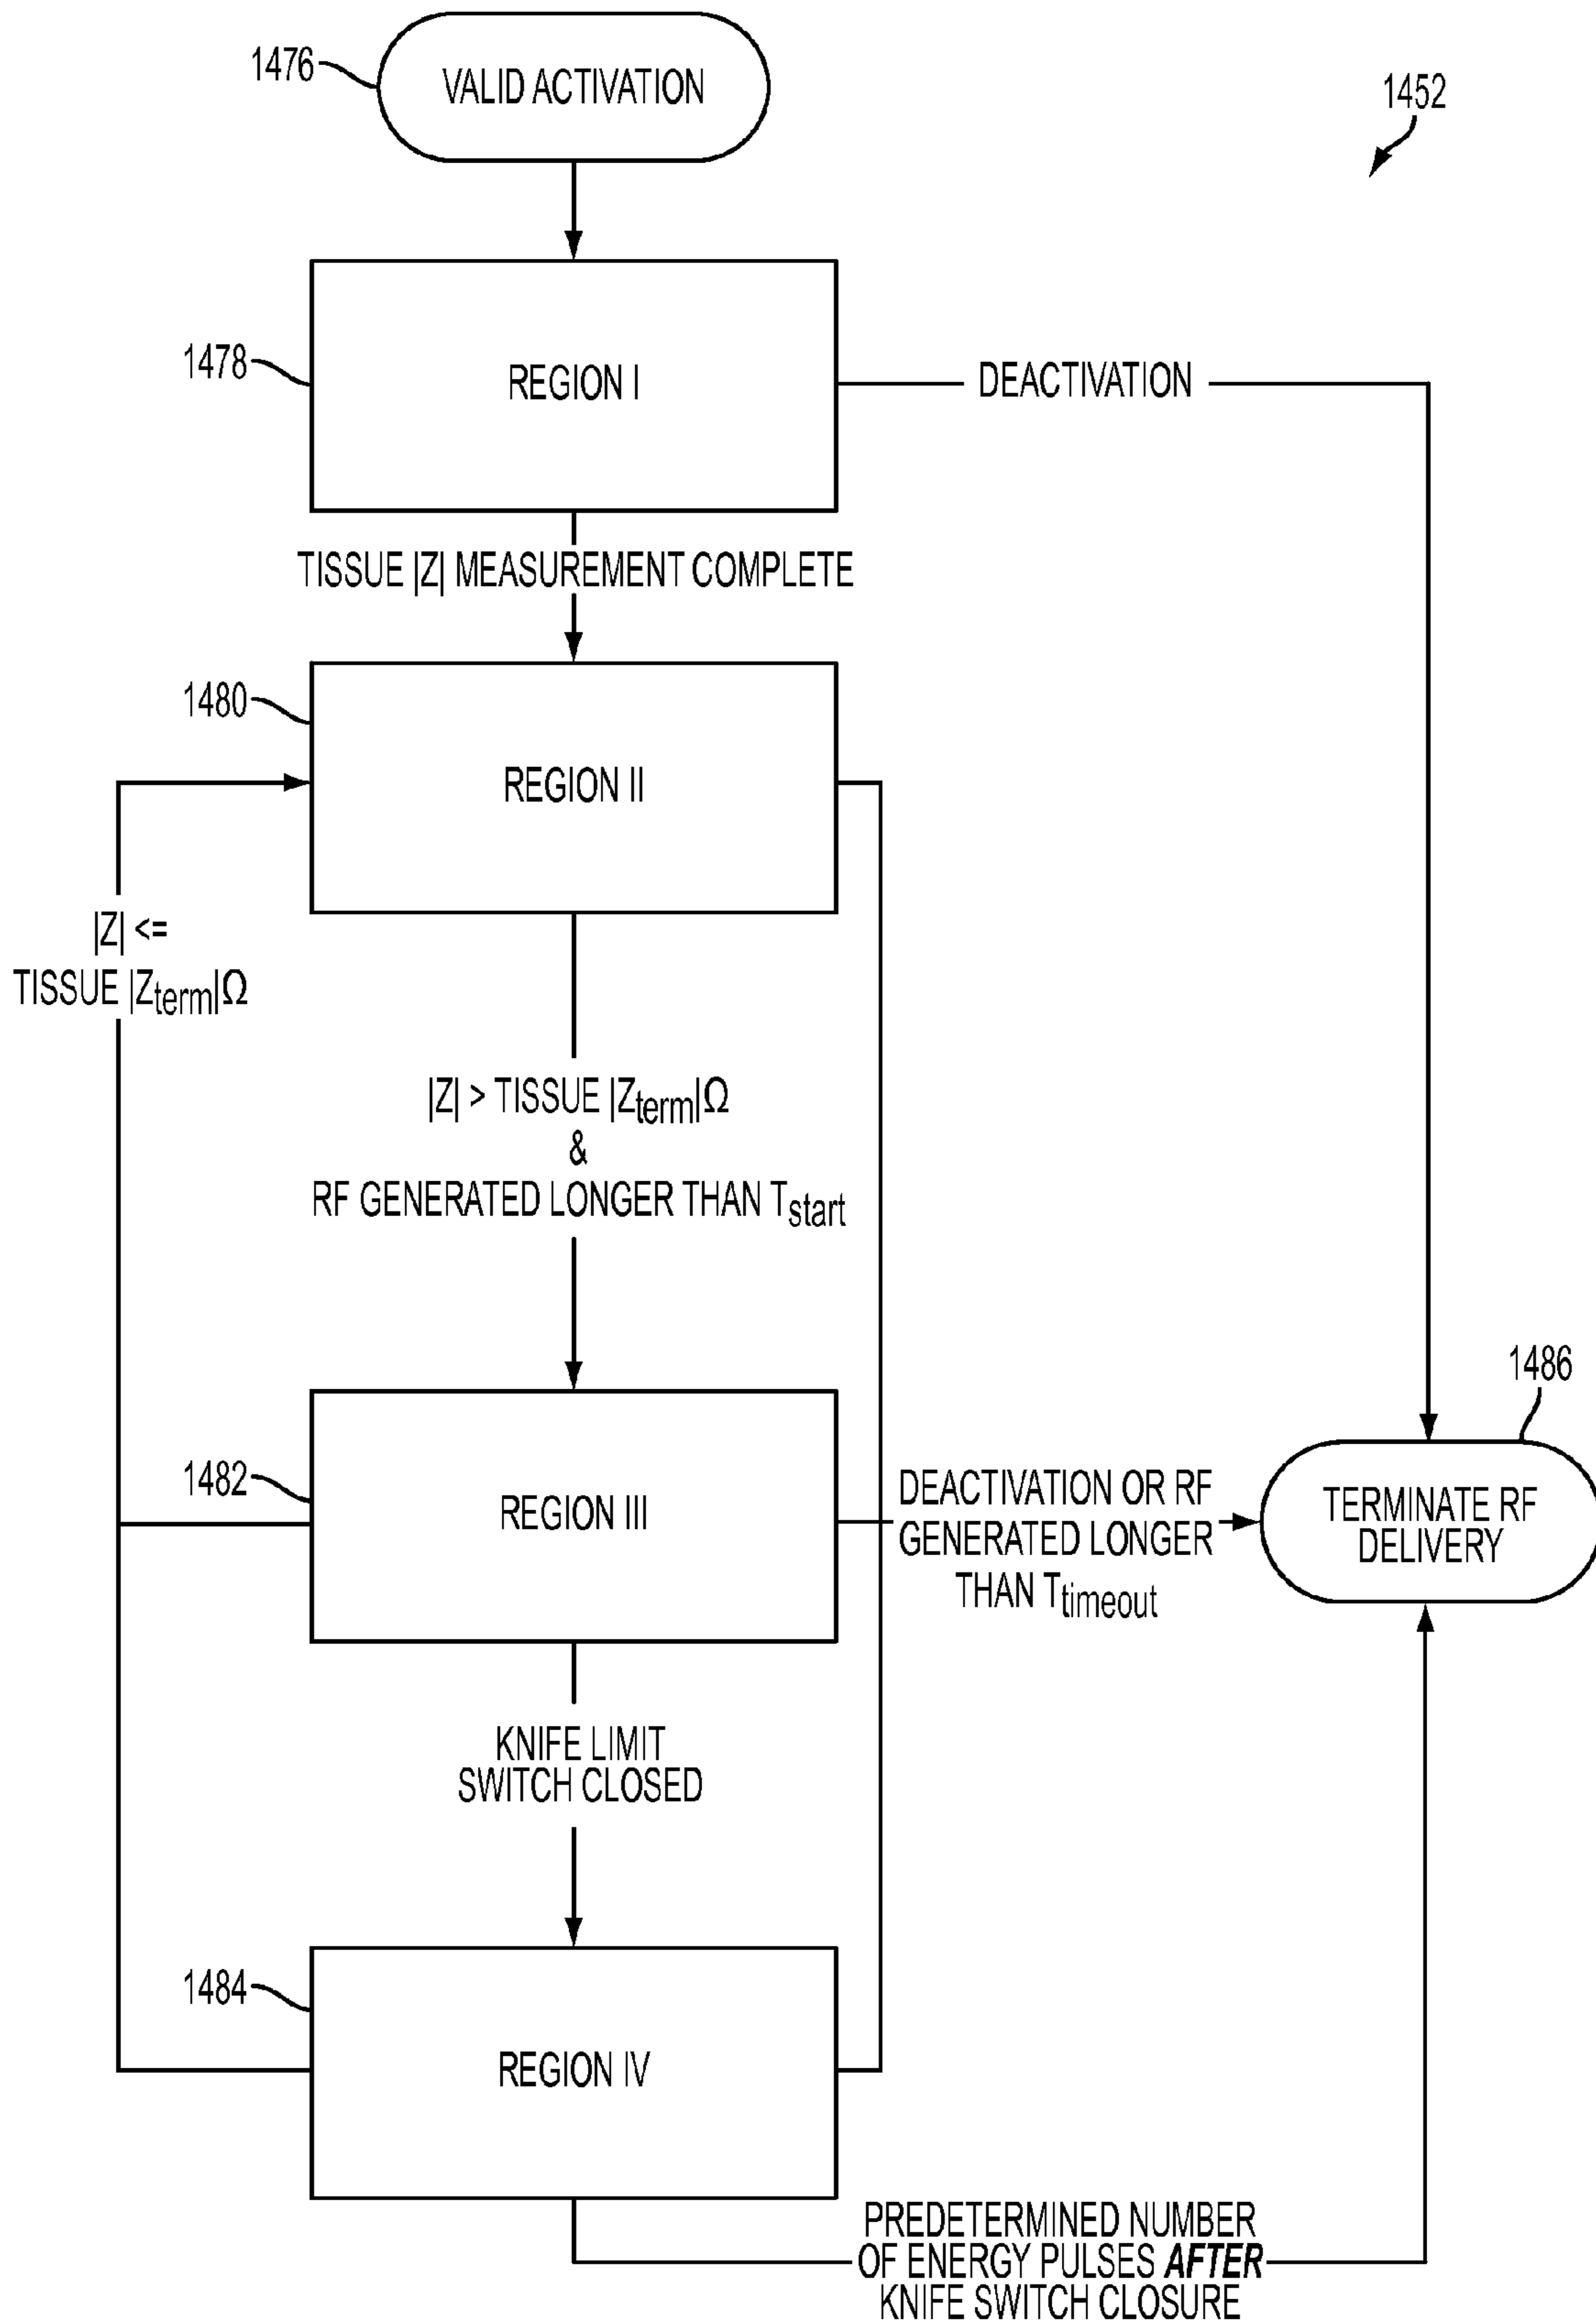 1476
VALID ACTIVATION
1452
1478
REGION I
DEACTIVATION
TISSUE |Z| MEASUREMENT COMPLETE
1480
REGION II
|Z| <=
TISSUE |Zterm|Ω
|Z| > TISSUE |Zterm|Ω
&
RF GENERATED LONGER THAN Tstart
1486
1482
REGION III
DEACTIVATION OR RF
GENERATED LONGER
THAN Ttimeout
TERMINATE RF
DELIVERY
KNIFE LIMIT
SWITCH CLOSED
1484
REGION IV
PREDETERMINED NUMBER
OF ENERGY PULSES AFTER
KNIFE SWITCH CLOSURE